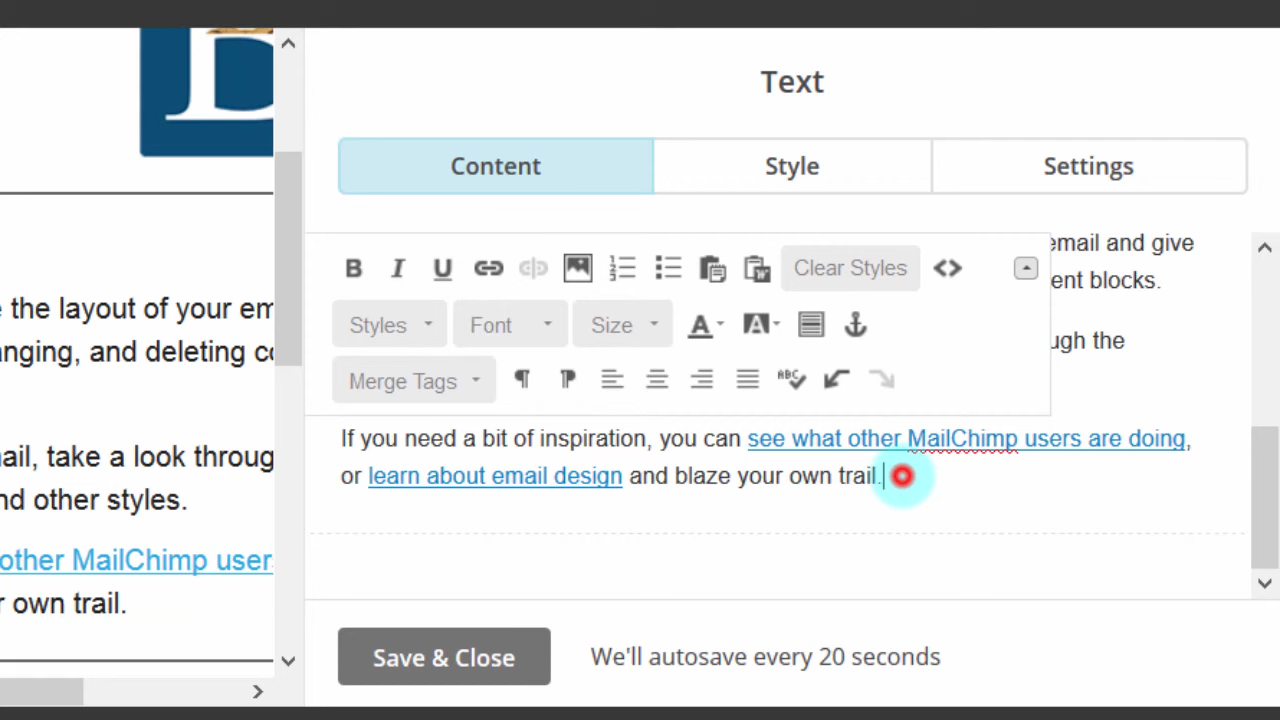 B
e the layout of your em
anging, and deleting co
ail, take a look throug
nd other styles.
other MailChimp user
r own trail.
Text
Content Style Settings
email and give
ent blocks.
ugh the
B I U Clear Styles
Styles Font Size A A
Merge Tags ABC
If you need a bit of inspiration, you can see what other MailChimp users are doing,
or learn about email design and blaze your own trail.
Save & Close We'll autosave every 20 seconds